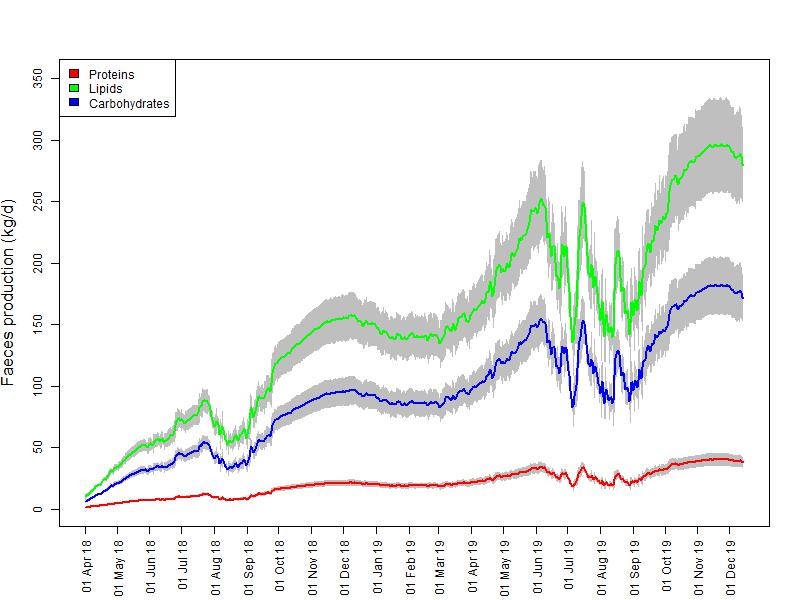 Proteins
Lipids
Carbohydrates
Faeces production (kg/d)
350
300
250
200
150
100
50
0
01 Apr 18
01 May 18
01 Jun 18
01 Jul 18
01 Aug 18
01 Sep 18
01 Oct 18
01 Nov 18
01 Dec 18
01 Jan 19
01 Feb 19
01 Mar 19
01 Apr 19
01 May 19
01 Jun 19
01 Jul 19
01 Aug 19
01 Sep 19
01 Oct 19
01 Nov 19
01 Dec 19